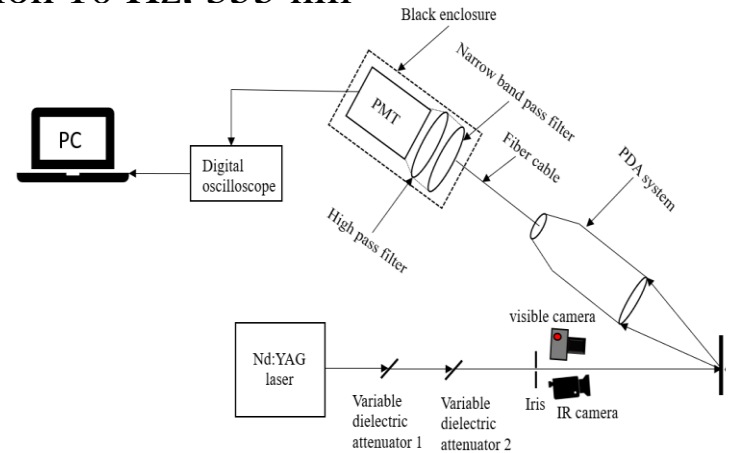 Black enclosure
Narrow band pass filter
PMT
Fiber cable
PDA system
PC
Digital
oscilloscope
High pass filter
visible camera
Nd:YAG
laser
Variable
dielectric
attenuator 1
Variable
dielectric
attenuator 2
Iris
IR camera